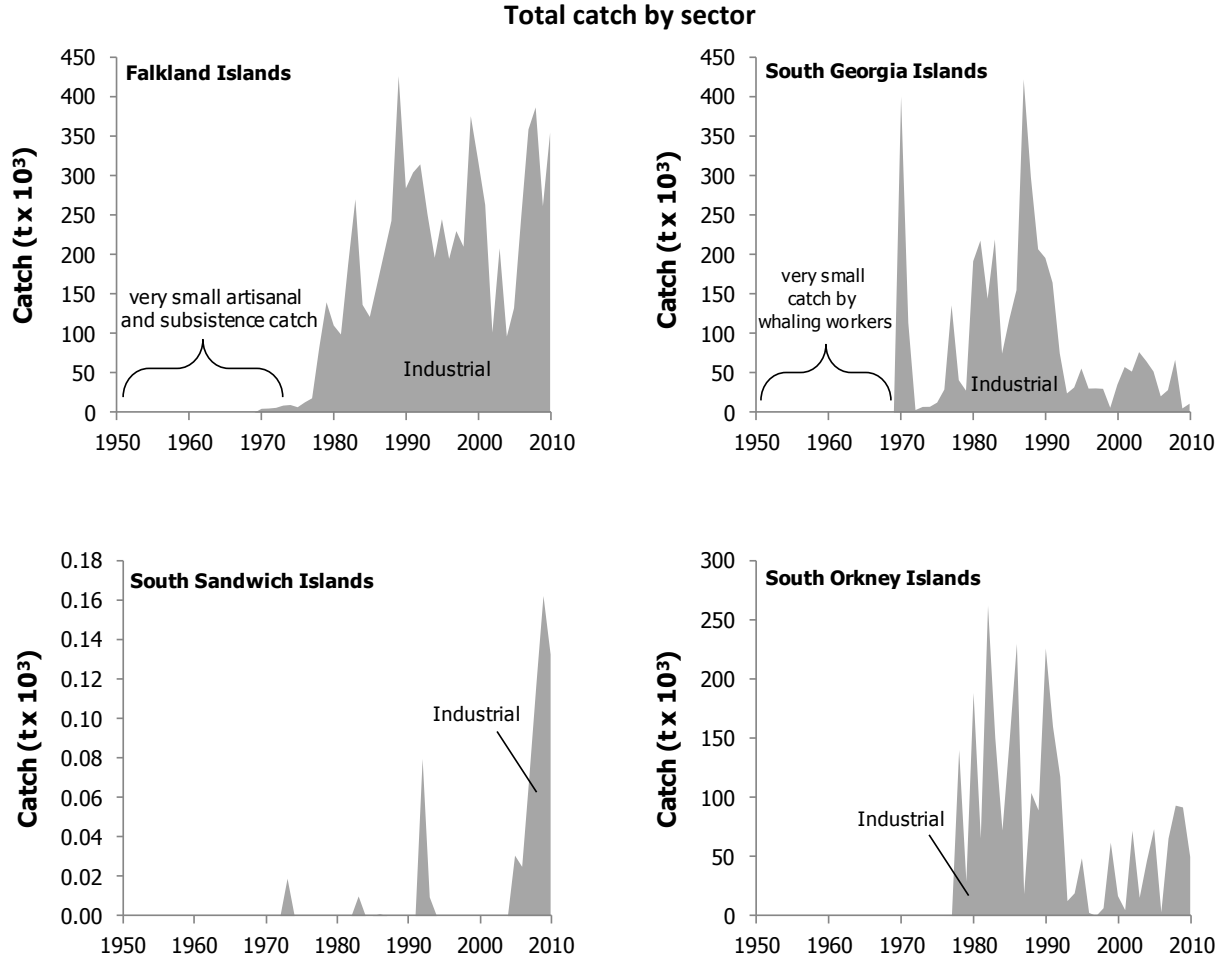 Total catch by sector
Falkland Islands
Catch (t x 10³)
450
400
350
300
250
200
150
100
50
0
very small artisanal
and subsistence catch
Industrial
1950 1960 1970 1980 1990 2000 2010
South Georgia Islands
Catch (t x 10³)
450
400
350
300
250
200
150
100
50
0
very small
catch by
whaling workers
Industrial
1950 1960 1970 1980 1990 2000 2010
South Sandwich Islands
Catch (t x 10³)
0.18
0.16
0.14
0.12
0.10
0.08
0.06
0.04
0.02
0.00
Industrial
1950 1960 1970 1980 1990 2000 2010
South Orkney Islands
Catch (t x 10³)
300
250
200
150
100
50
0
Industrial
1950 1960 1970 1980 1990 2000 2010